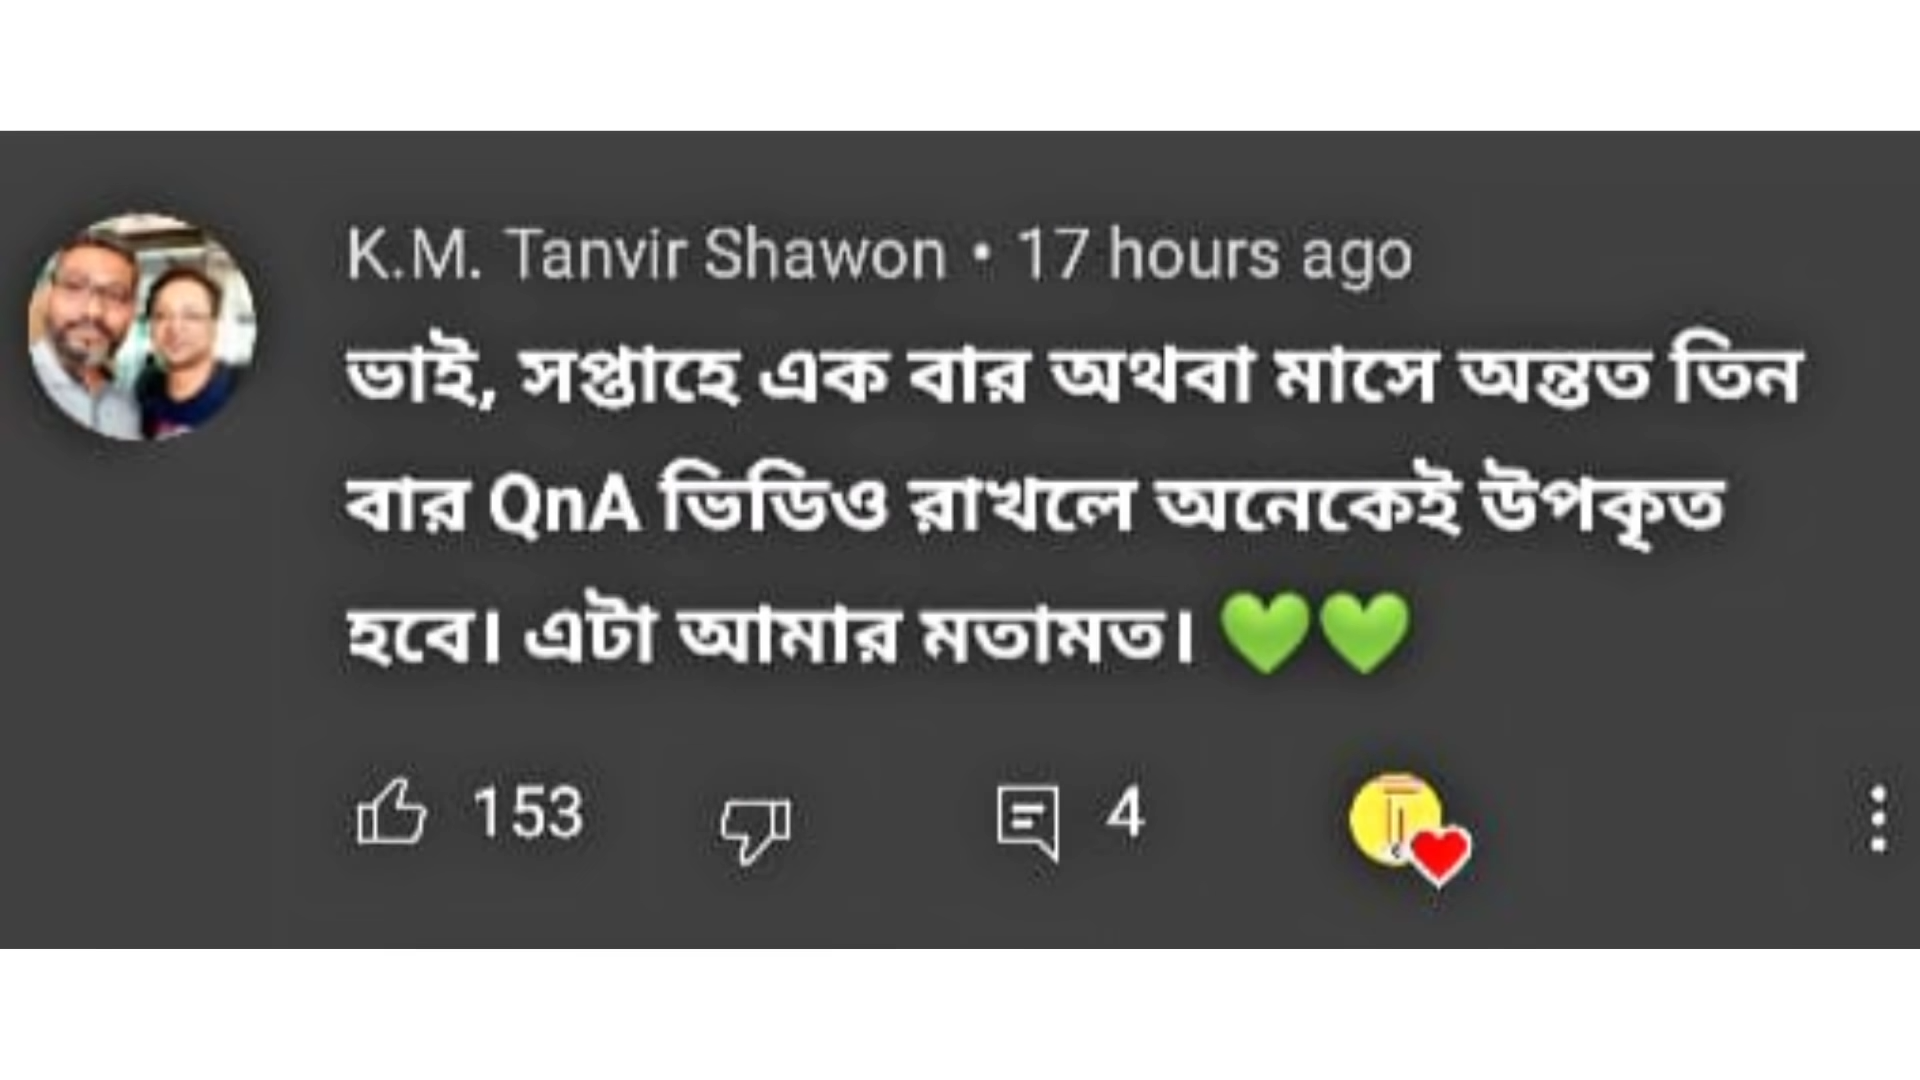 K.M. Tanvir Shawon • 17 hours ago
ভাই, সপ্তাহে এক বার অথবা মাসে অন্তত তিন
বার QnA ভিডিও রাখলে অনেকেই উপকৃত
হবে। এটা আমার মতামত। 💚💚
153 4